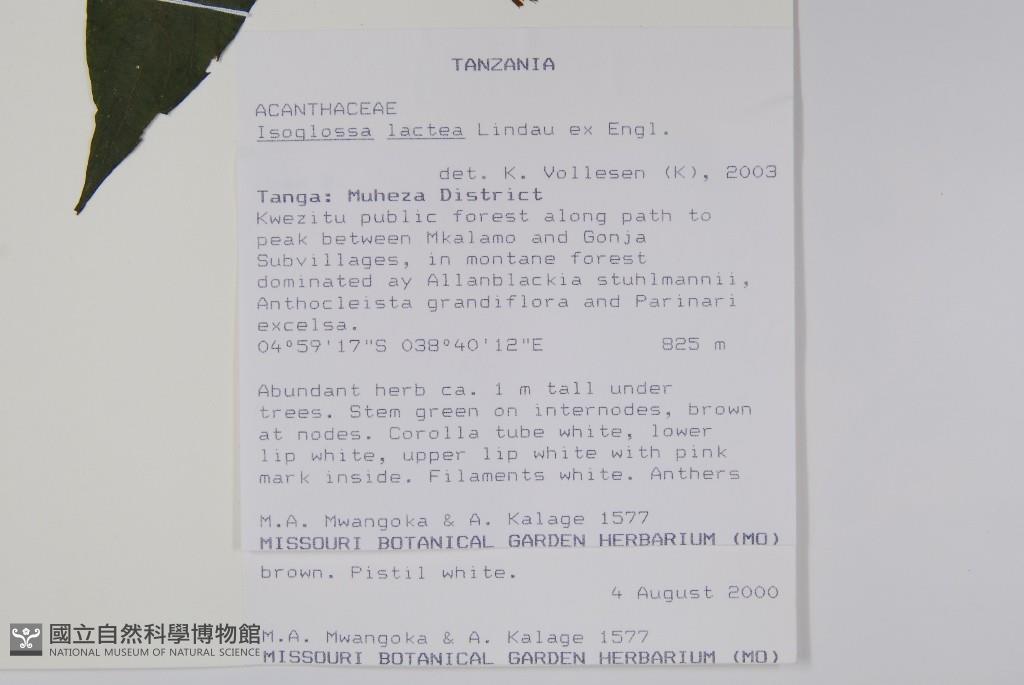 TANZANIA
ACANTHACEAE
Isoglossa lactea Lindau ex Engl.
det. K. Vollesen (K), 2003
Tanga: Muheza District
Kwezitu public forest along path to
peak between Mkalamo and Gonja
Subvillages, in montane forest
dominated ay Allanblackia stuhlmannii,
Anthocleista grandiflora and Parinari
excelsa.
04°59'17"S 038°40'12"E 825 m
Abundant herb ca. 1 m tall under
trees. Stem green on internodes, brown
at nodes. Corolla tube white, lower
lip white, upper lip white with pink
mark inside. Filaments white. Anthers
M.A. Mwangoka & A. Kalage 1577
MISSOURI BOTANICAL GARDEN HERBARIUM (MO)
brown. Pistil white.
4 August 2000
M.A. Mwangoka & A. Kalage 1577
MISSOURI BOTANICAL GARDEN HERBARIUM (MO)
國立自然科學博物館
NATIONAL MUSEUM OF NATURAL SCIENCE